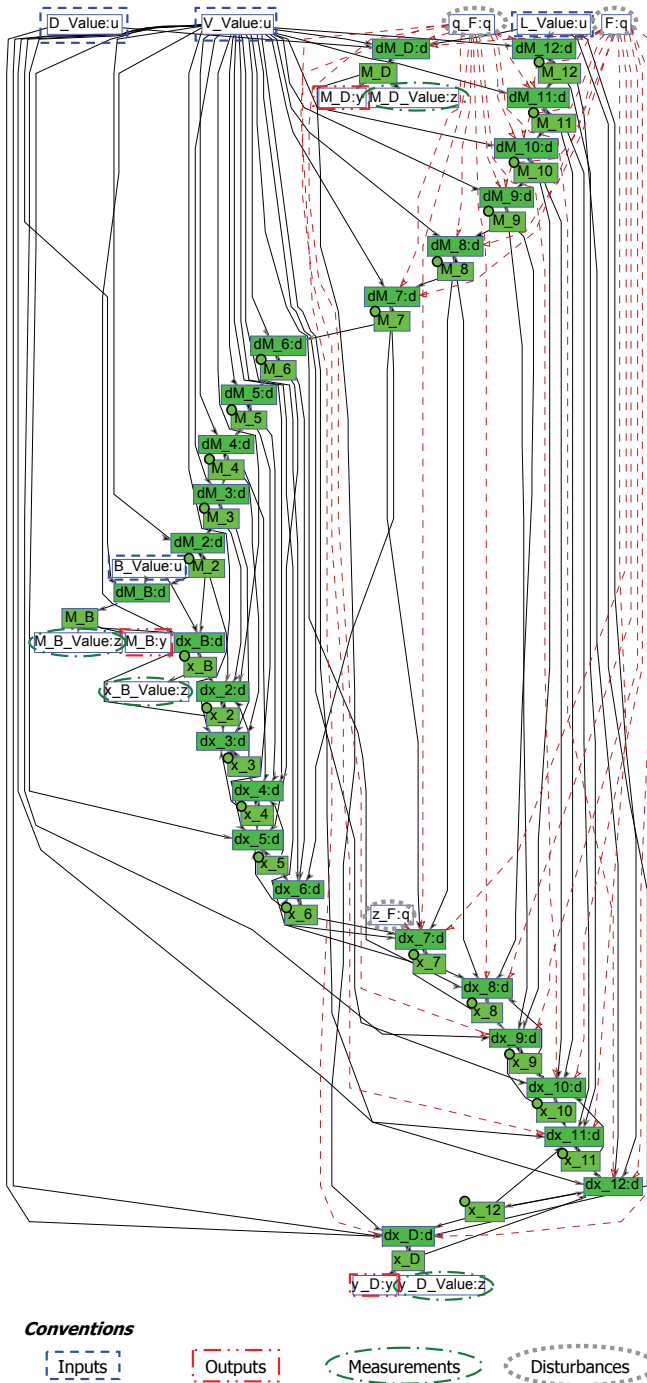 D_Value:u
V_Value:u
q_F:q
L_Value:u
F:q
dM_D:d
dM_12:d
M_D
M_12
M_D:y
M_D_Value:z
dM_11:d
M_11
dM_10:d
M_10
dM_9:d
M_9
dM_8:d
M_8
dM_7:d
M_7
dM_6:d
M_6
dM_5:d
M_5
dM_4:d
M_4
dM_3:d
M_3
dM_2:d
B_Value:u
M_2
dM_B:d
M_B
M_B_Value:z
M_B:y
dx_B:d
x_B
x_B_Value:z
dx_2:d
x_2
dx_3:d
x_3
dx_4:d
x_4
dx_5:d
x_5
dx_6:d
x_6
z_F:q
dx_7:d
x_7
dx_8:d
x_8
dx_9:d
x_9
dx_10:d
x_10
dx_11:d
x_11
dx_12:d
x_12
dx_D:d
x_D
y_D:y
y_D_Value:z
Conventions
Inputs
Outputs
Measurements
Disturbances